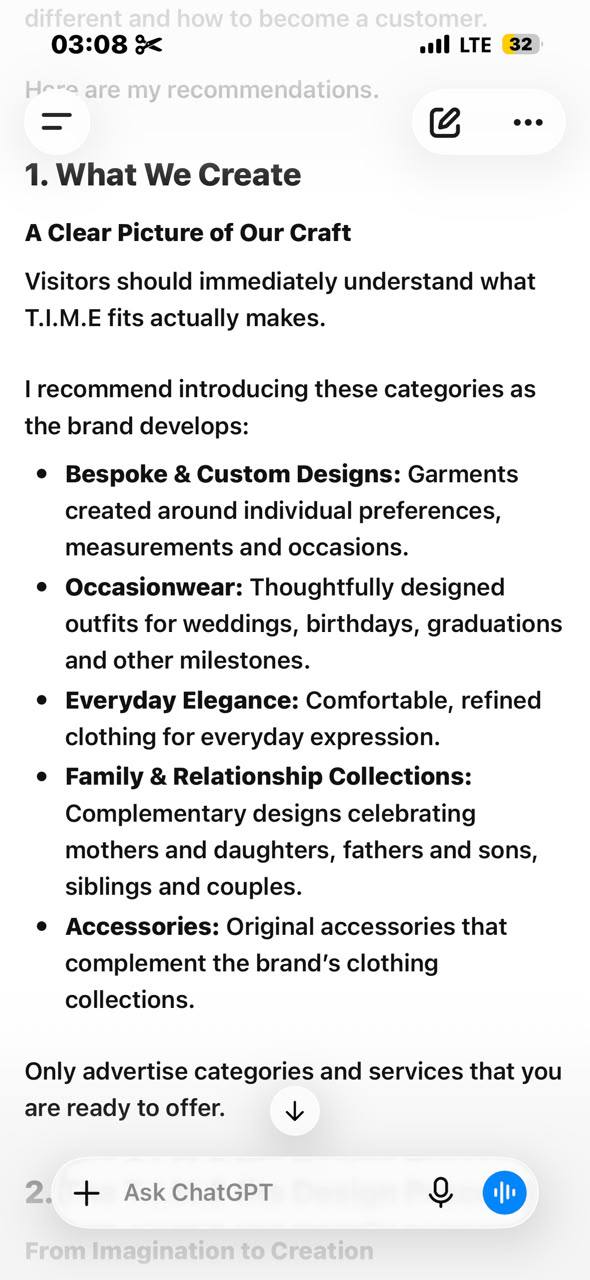 different and how to become a customer.
03:08
LTE
32
Here are my recommendations.
1. What We Create
A Clear Picture of Our Craft
Visitors should immediately understand what
T.I.M.E fits actually makes.
I recommend introducing these categories as
the brand develops:
• Bespoke & Custom Designs: Garments
created around individual preferences,
measurements and occasions.
• Occasionwear: Thoughtfully designed
outfits for weddings, birthdays, graduations
and other milestones.
• Everyday Elegance: Comfortable, refined
clothing for everyday expression.
• Family & Relationship Collections:
Complementary designs celebrating
mothers and daughters, fathers and sons,
siblings and couples.
• Accessories: Original accessories that
complement the brand’s clothing
collections.
Only advertise categories and services that you
are ready to offer.
2.
Ask ChatGPT
From Imagination to Creation